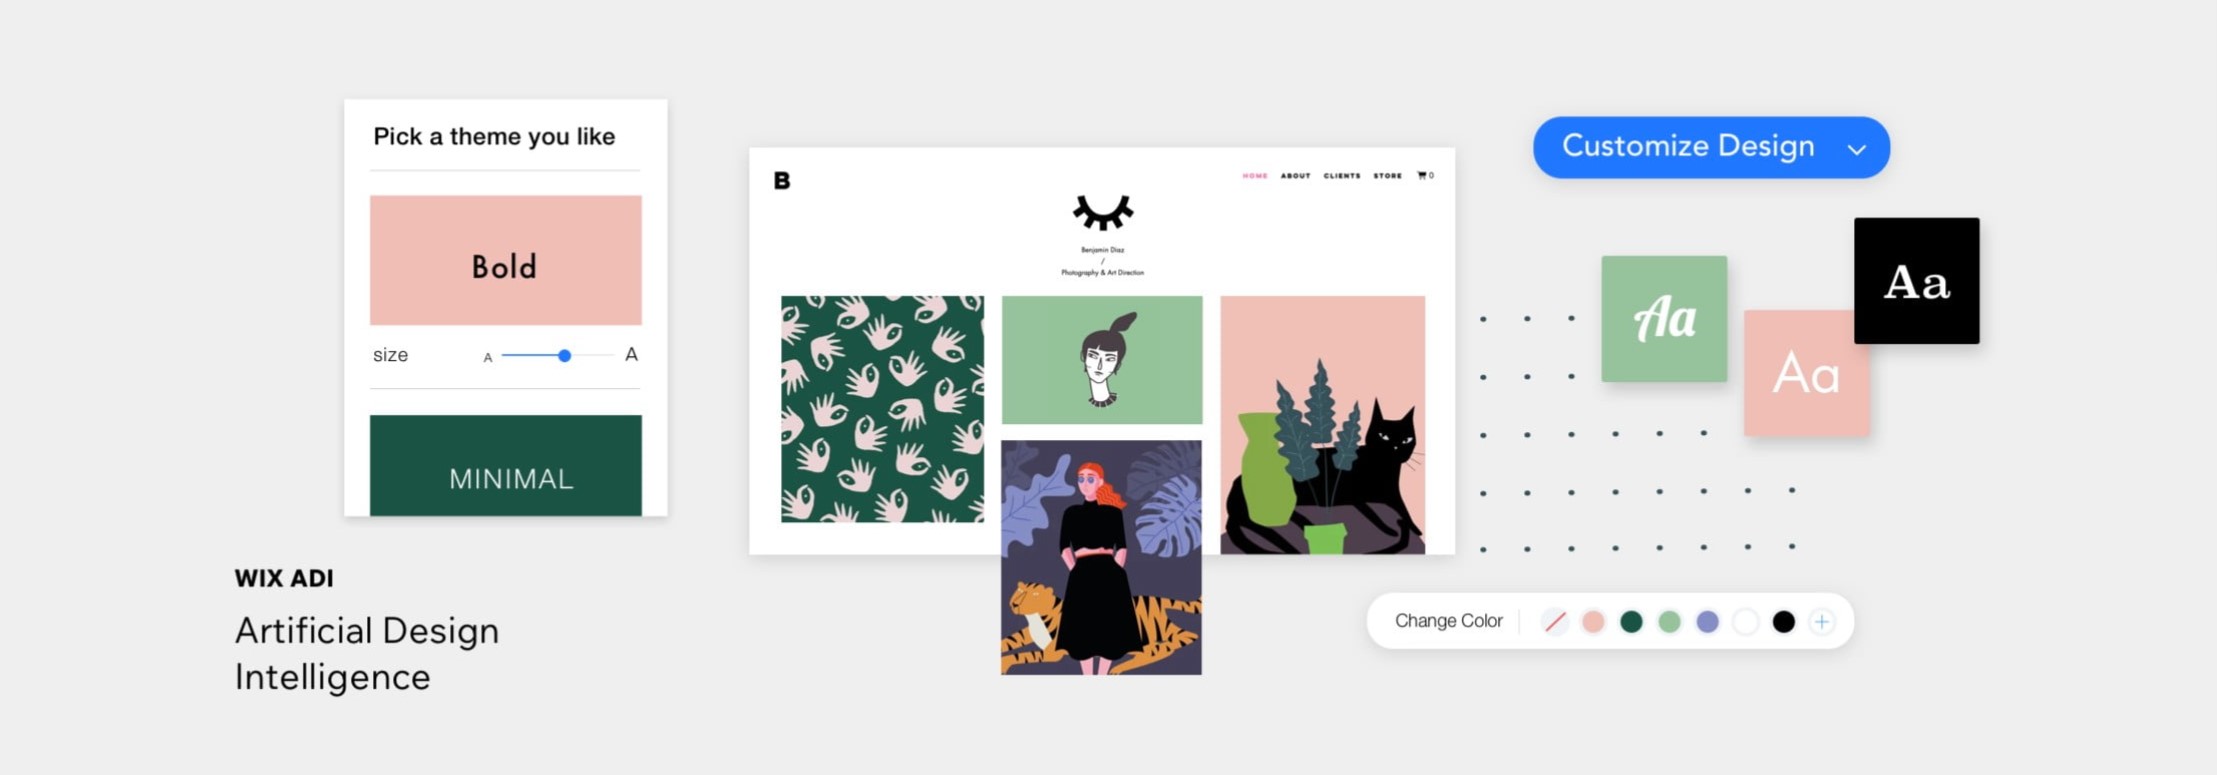 Pick a theme you like
Bold
size A A
MINIMAL
WIX ADI
Artificial Design
Intelligence
B
HOME ABOUT CLIENTS STORE 0
Benjamin Diaz
/
Photography & Art Direction
Customize Design
Aa
Aa
Aa
Change Color